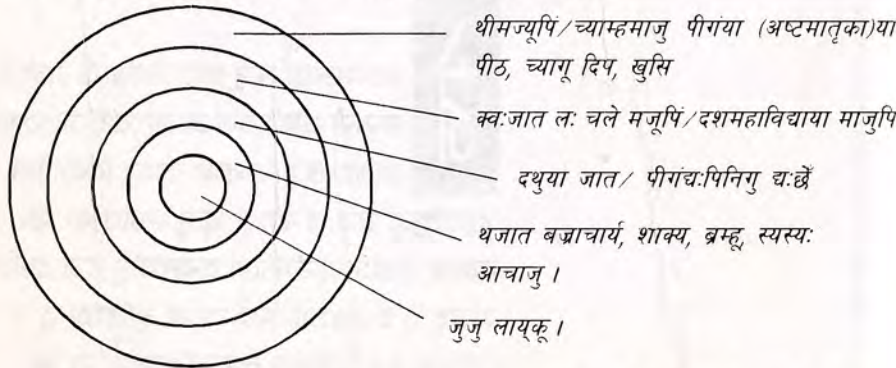 थीमज्यूपिं/च्याम्हमाजु पीगंया (अष्टमातृका)या
पीठ, च्यागू दिप, खुसि
क्वःजात लः चले मजूपिं/दशमहाविद्याया माजुपि
दथुया जात/ पीगंद्यःपिनिगु द्यःछेँ
थजात बज्राचार्य, शाक्य, ब्रम्हू, स्यस्यः
आचाजु ।
जुजु लाय्कू ।